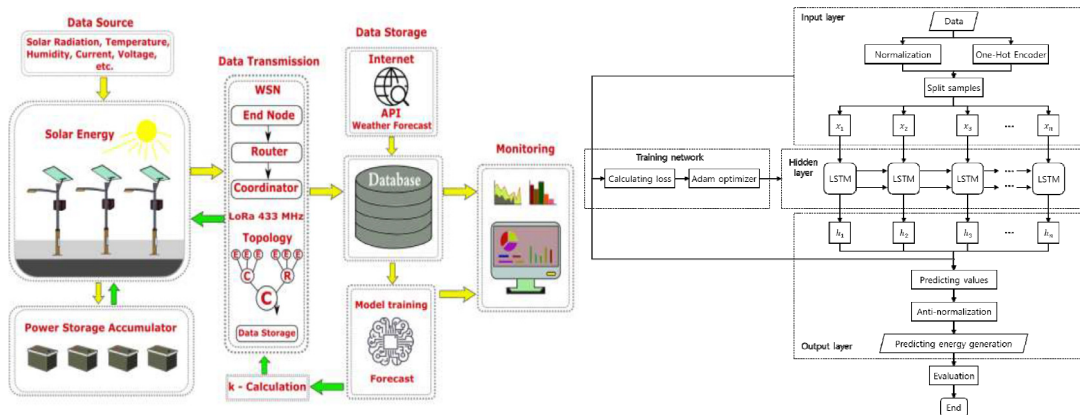 Data Source
Solar Radiation, Temperature,
Humidity, Current, Voltage,
etc.
Solar Energy
Power Storage Accumulator
Data Transmission
WSN
End Node
Router
Coordinator
LoRa 433 MHz
Topology
E E E E E E
C R
C
Data Storage
k - Calculation
Data Storage
Internet
API
Weather Forecast
Database
Model training
Forecast
Monitoring
Input layer
Data
Normalization
One-Hot Encoder
Split samples
x₁ x₂ x₃ ··· xₙ
Training network
Calculating loss
Adam optimizer
Hidden
layer
LSTM LSTM LSTM ··· LSTM
···
h₁ h₂ h₃ ··· hₙ
Predicting values
Anti-normalization
Predicting energy generation
Output layer
Evaluation
End